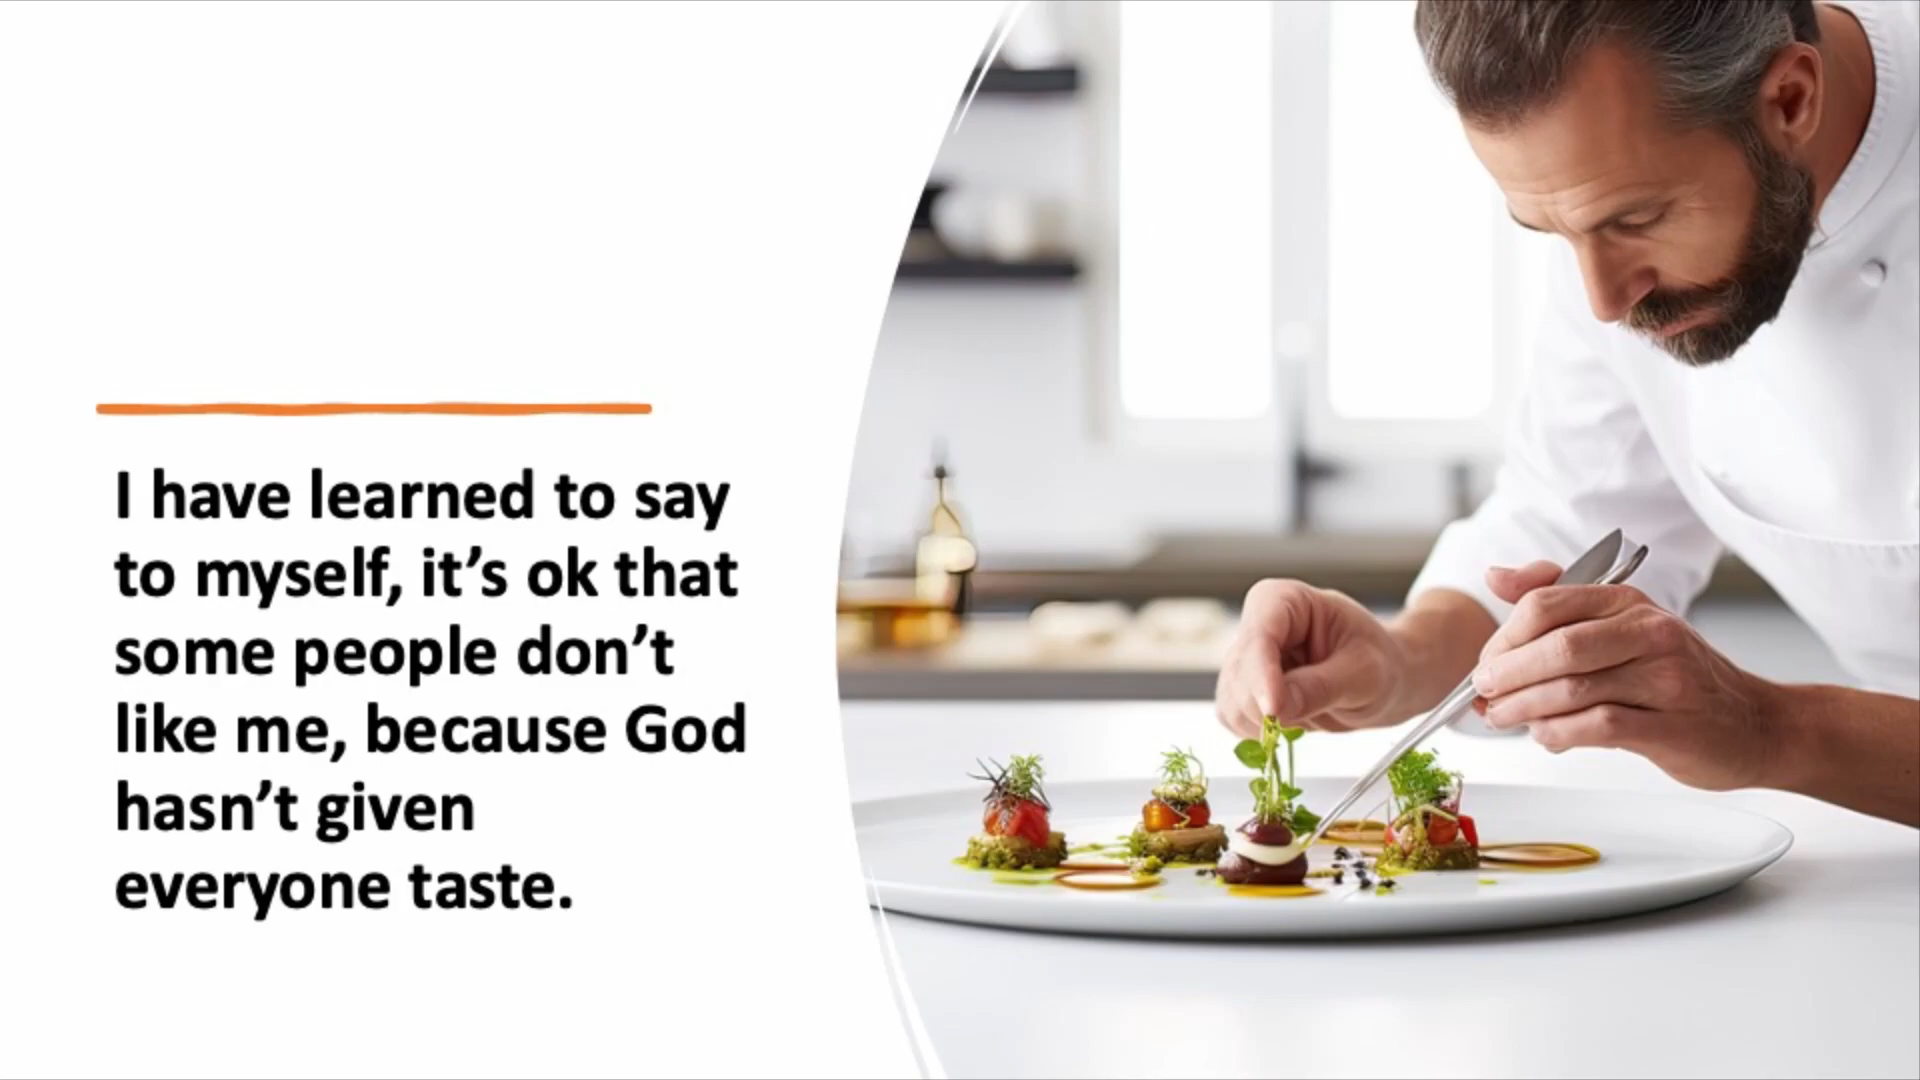 I have learned to say
to myself, it’s ok that
some people don’t
like me, because God
hasn’t given
everyone taste.